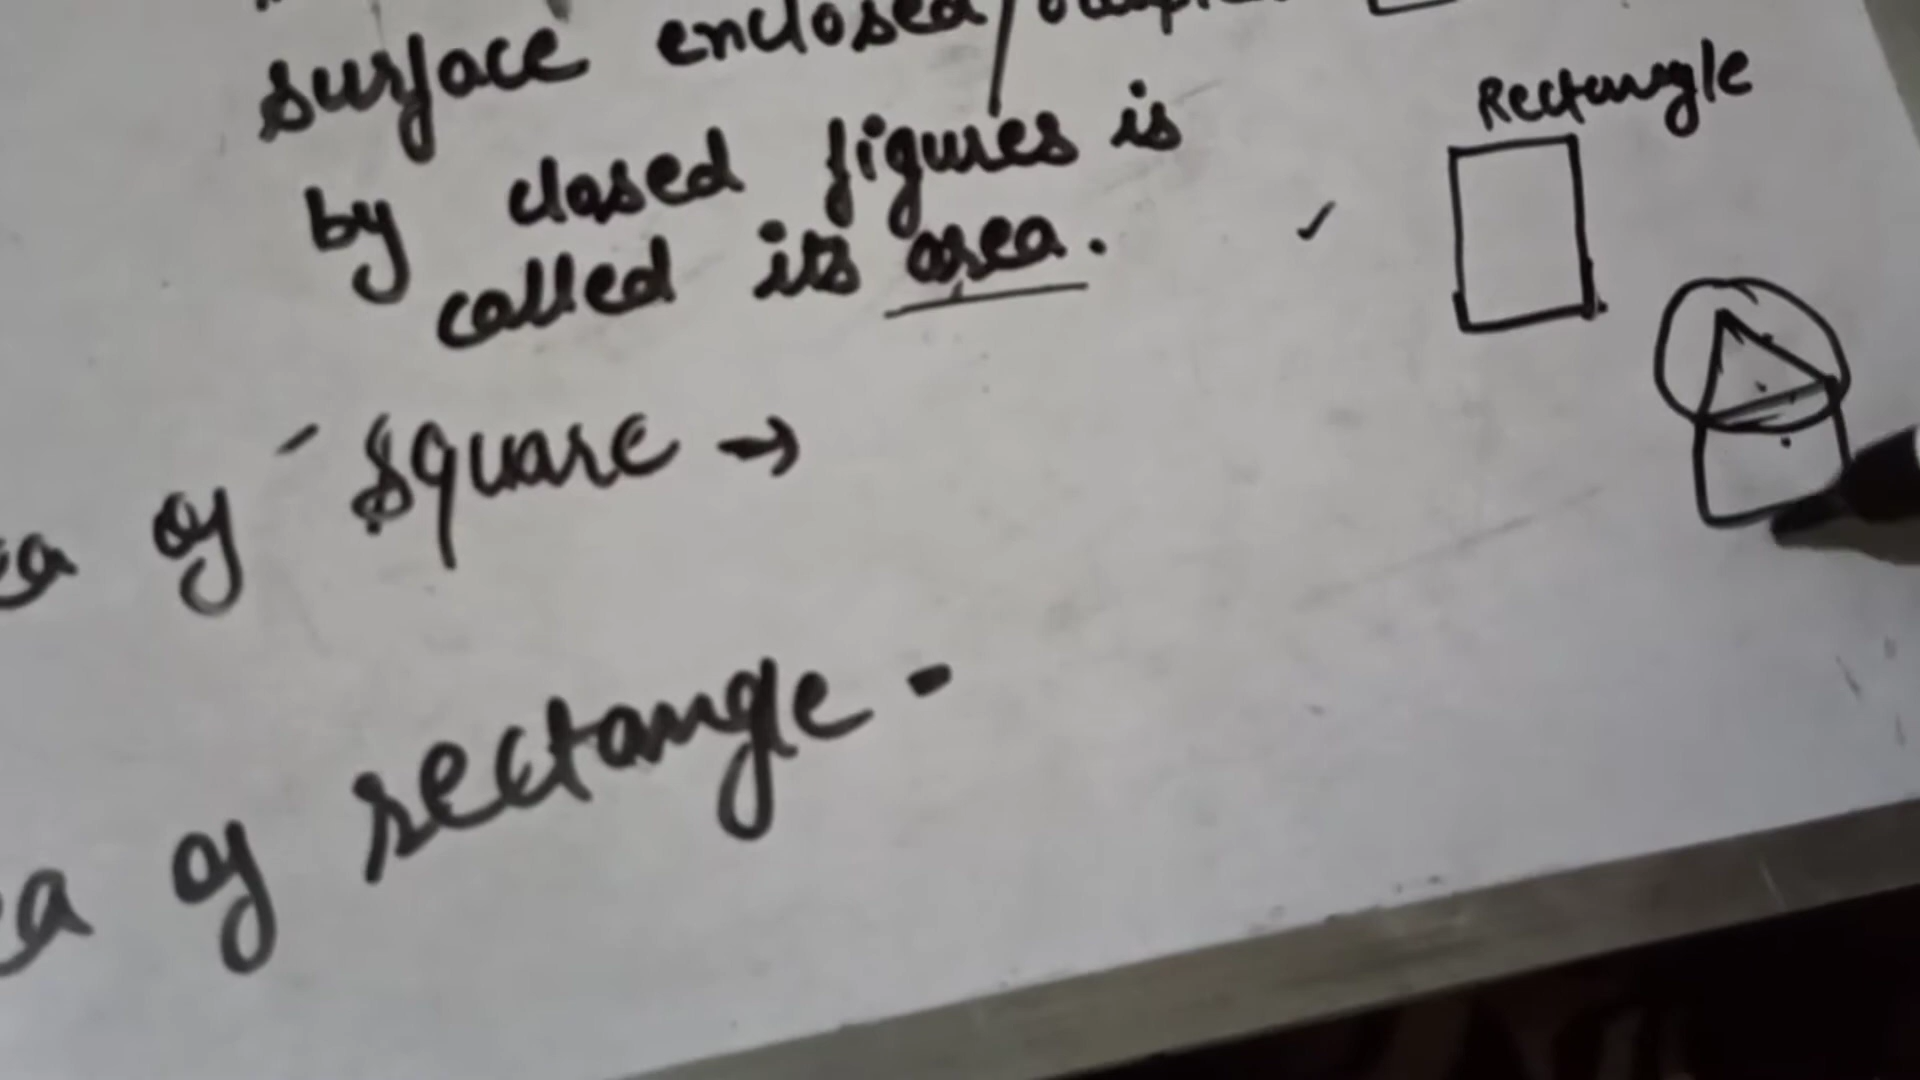 surface enclosed/
by closed figures is
called its area.
Rectangle
of square →
of rectangle -